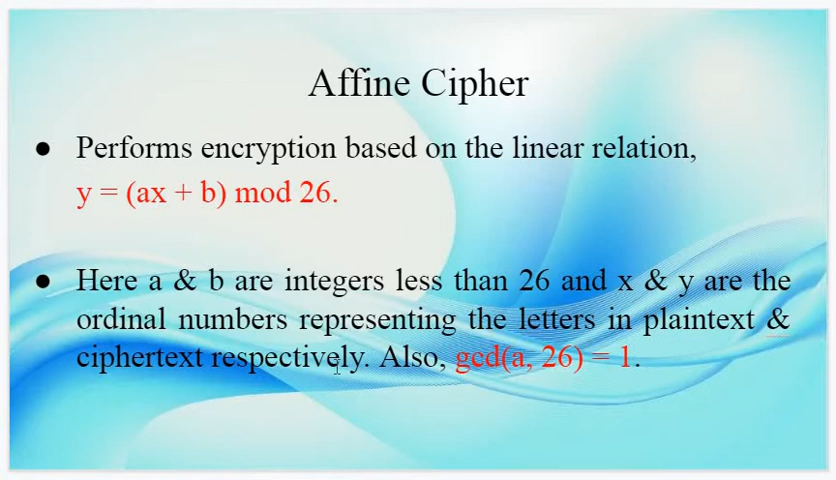 Affine Cipher
● Performs encryption based on the linear relation,
y = (ax + b) mod 26.
● Here a & b are integers less than 26 and x & y are the
ordinal numbers representing the letters in plaintext &
ciphertext respectively. Also, gcd(a, 26) = 1.